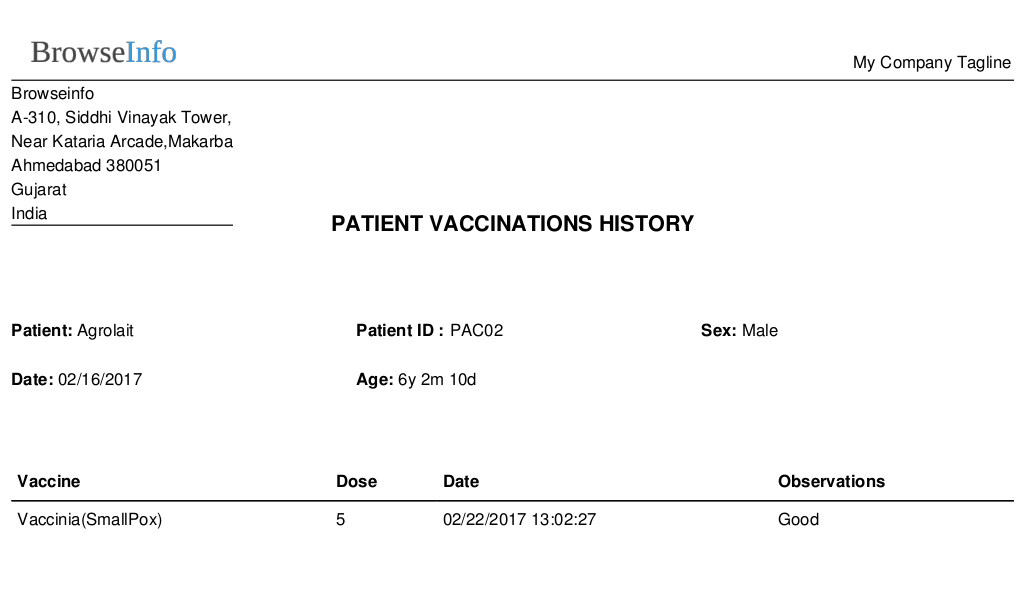 BrowseInfo
My Company Tagline
Browseinfo
A-310, Siddhi Vinayak Tower,
Near Kataria Arcade,Makarba
Ahmedabad 380051
Gujarat
India
PATIENT VACCINATIONS HISTORY
Patient: Agrolait Patient ID : PAC02 Sex: Male
Date: 02/16/2017 Age: 6y 2m 10d
Vaccine Dose Date Observations
Vaccinia(SmallPox) 5 02/22/2017 13:02:27 Good